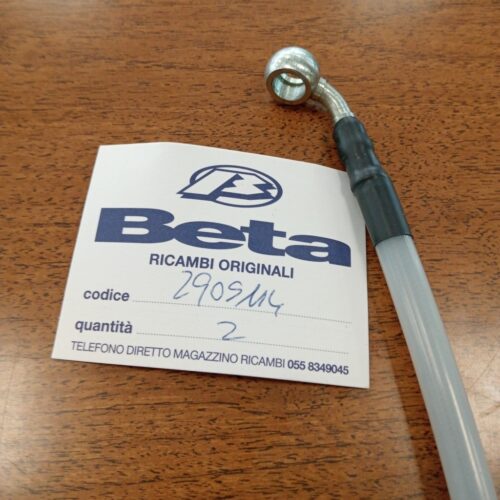 B
Beta
RICAMBI ORIGINALI
codice
quantità 2
TELEFONO DIRETTO MAGAZZINO RICAMBI 055 8349045